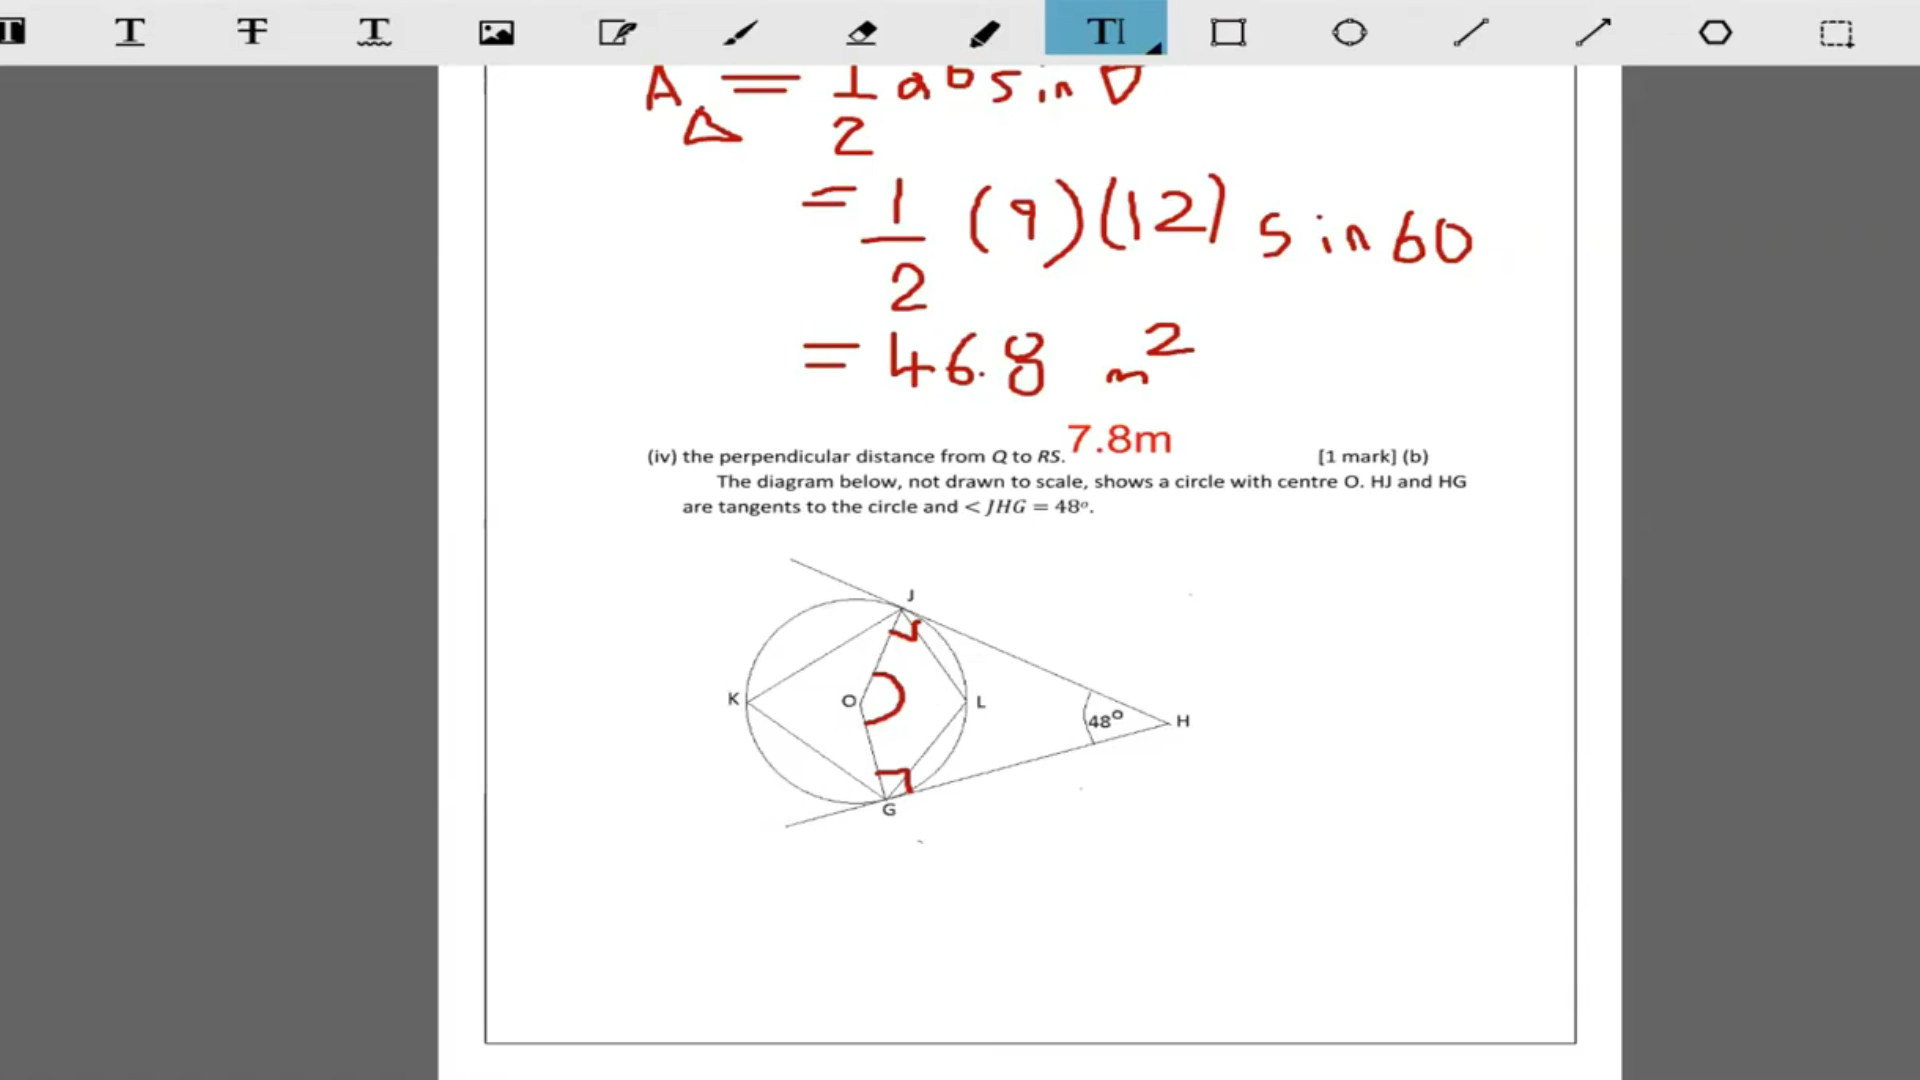 A△ = 1/2 ab sin θ
= 1/2 (9)(12) sin 60
= 46.8 m²
7.8m
(iv) the perpendicular distance from Q to RS. [1 mark] (b)
The diagram below, not drawn to scale, shows a circle with centre O. HJ and HG
are tangents to the circle and < JHG = 48°.
J
K
O
L
48°
H
G